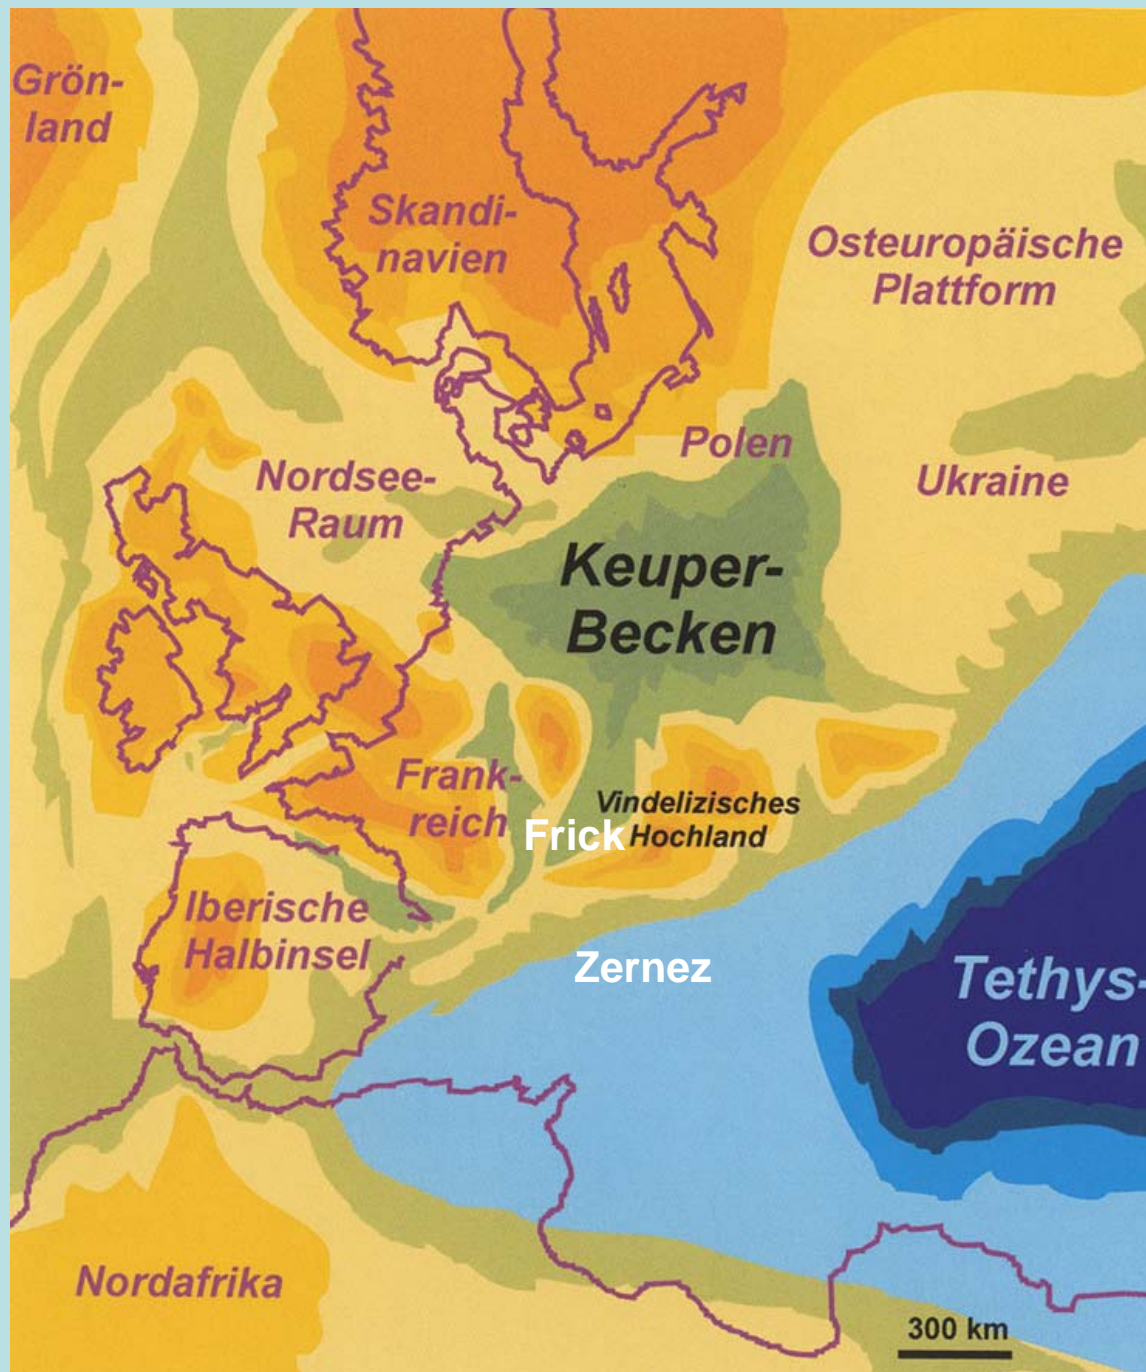 Grön-
land
Skandi-
navien
Osteuropäische
Plattform
Polen
Nordsee-
Raum
Ukraine
Keuper-
Becken
Frank-
reich
Vindelizisches
Hochland
Frick
Iberische
Halbinsel
Zernez
Tethys-
Ozean
Nordafrika
300 km